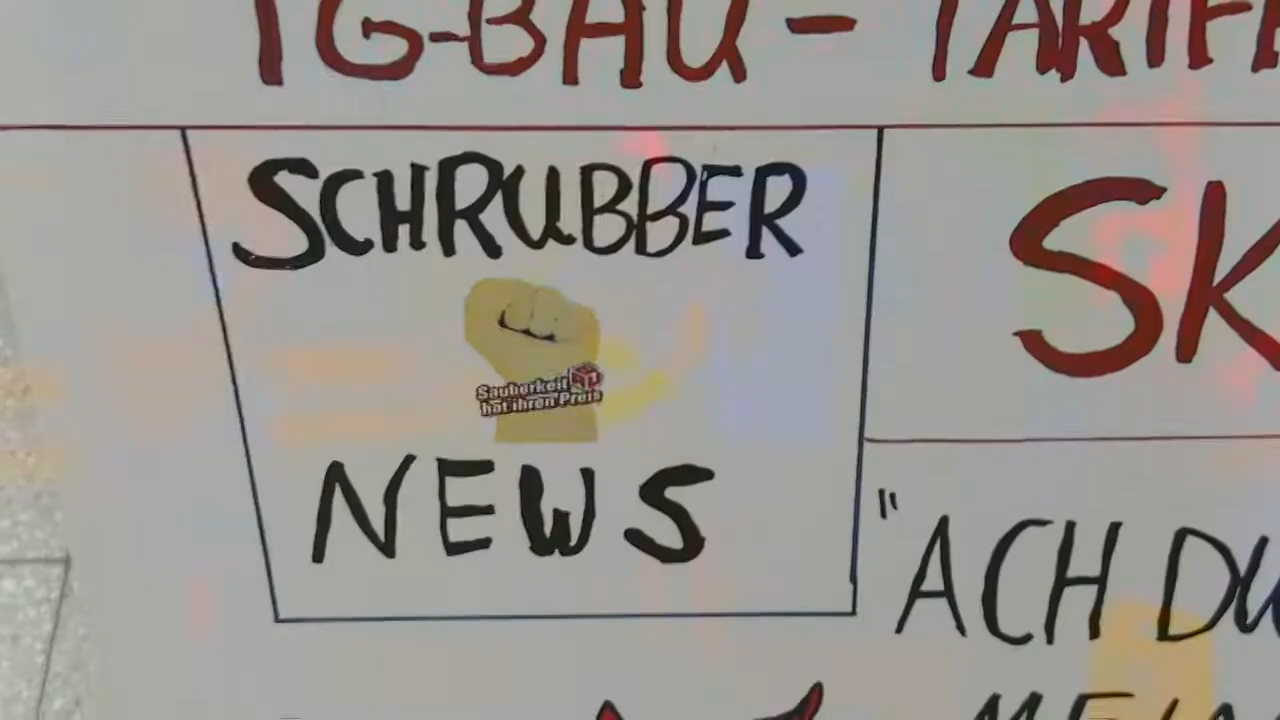 IG-BAU - TARIF
SCHRUBBER
Sauberkeit
hat ihren Preis
NEWS
SK
"ACH DU